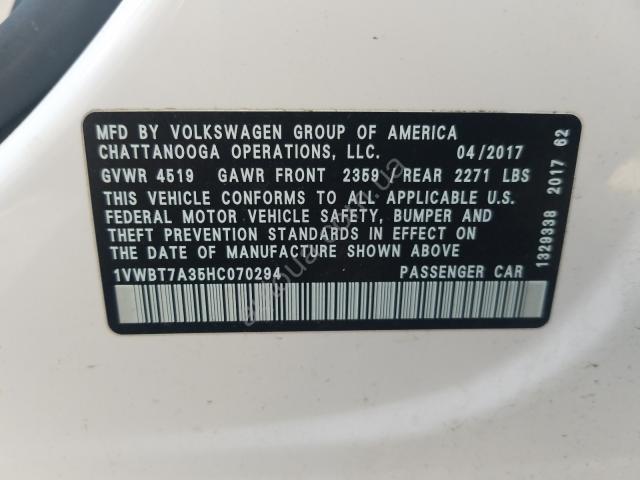 MFD BY VOLKSWAGEN GROUP OF AMERICA
CHATTANOOGA OPERATIONS, LLC. 04/2017
GVWR 4519 GAWR FRONT 2359 / REAR 2271 LBS
THIS VEHICLE CONFORMS TO ALL APPLICABLE U.S.
FEDERAL MOTOR VEHICLE SAFETY, BUMPER AND
THEFT PREVENTION STANDARDS IN EFFECT ON
THE DATE OF MANUFACTURE SHOWN ABOVE
1VWBT7A35HC070294 PASSENGER CAR
1329338 2017 62